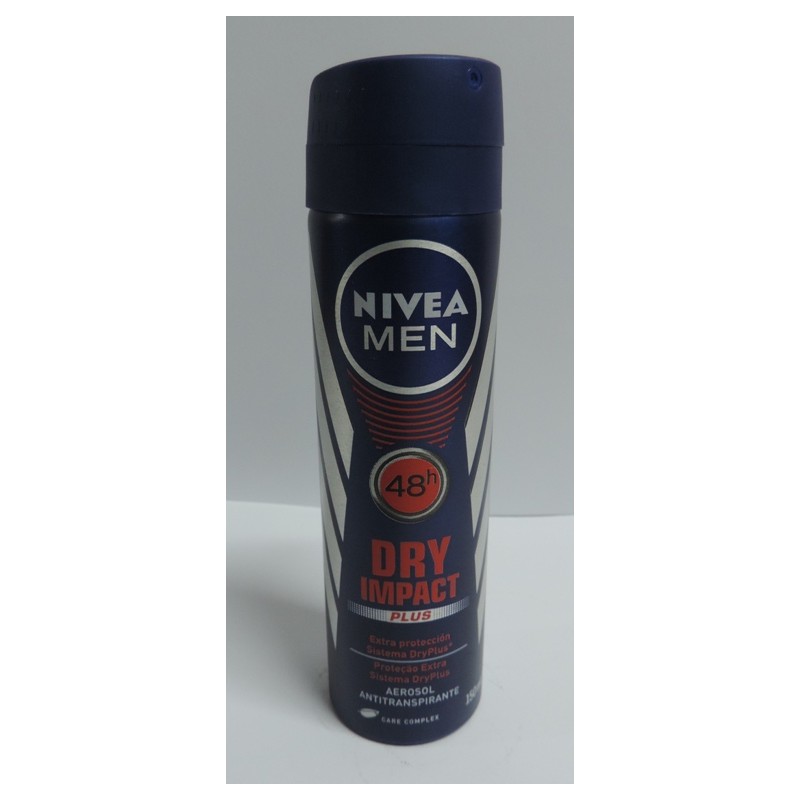 NIVEA
MEN
48h
DRY
IMPACT
PLUS
Extra protección
Sistema DryPlus*
Proteção Extra
Sistema DryPlus
AEROSOL
ANTITRANSPIRANTE
CARE COMPLEX